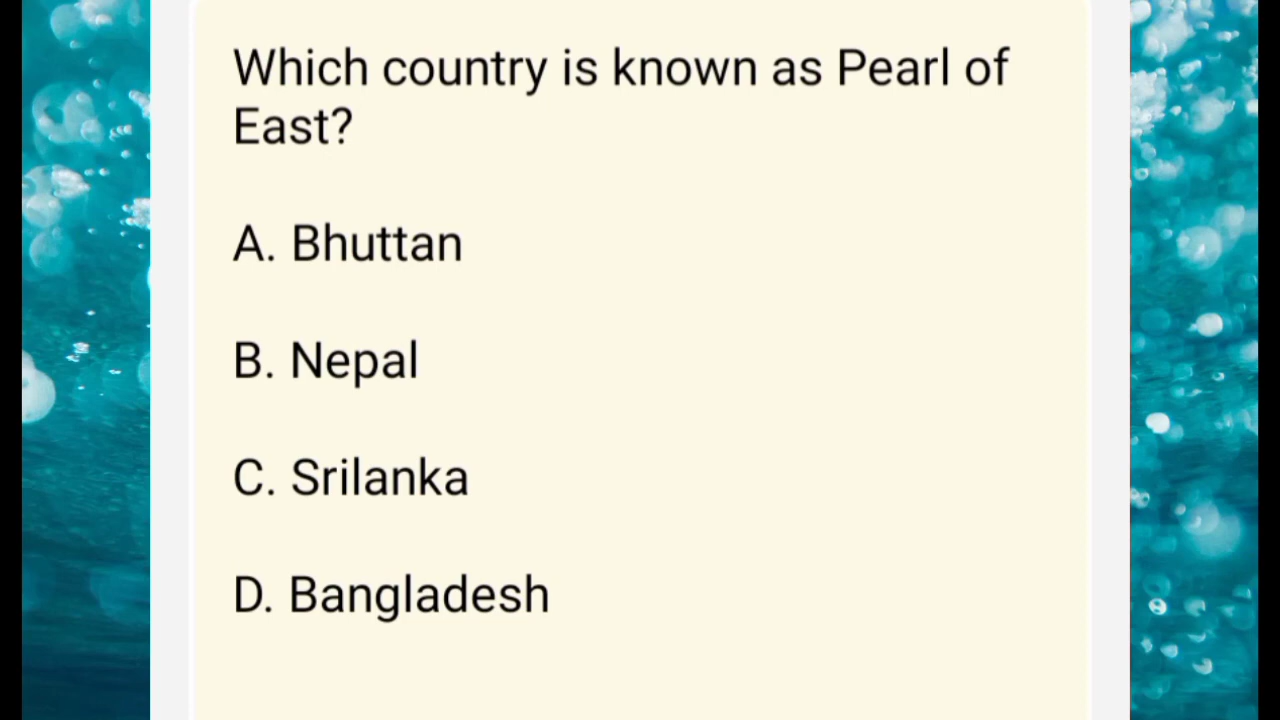 Which country is known as Pearl of
East?
A. Bhuttan
B. Nepal
C. Srilanka
D. Bangladesh